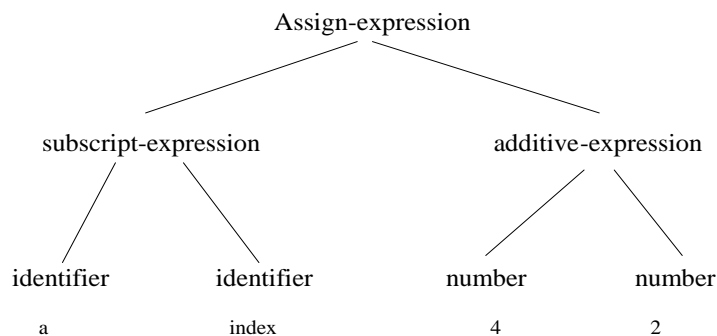 Assign-expression
subscript-expression additive-expression
identifier identifier number number
a index 4 2